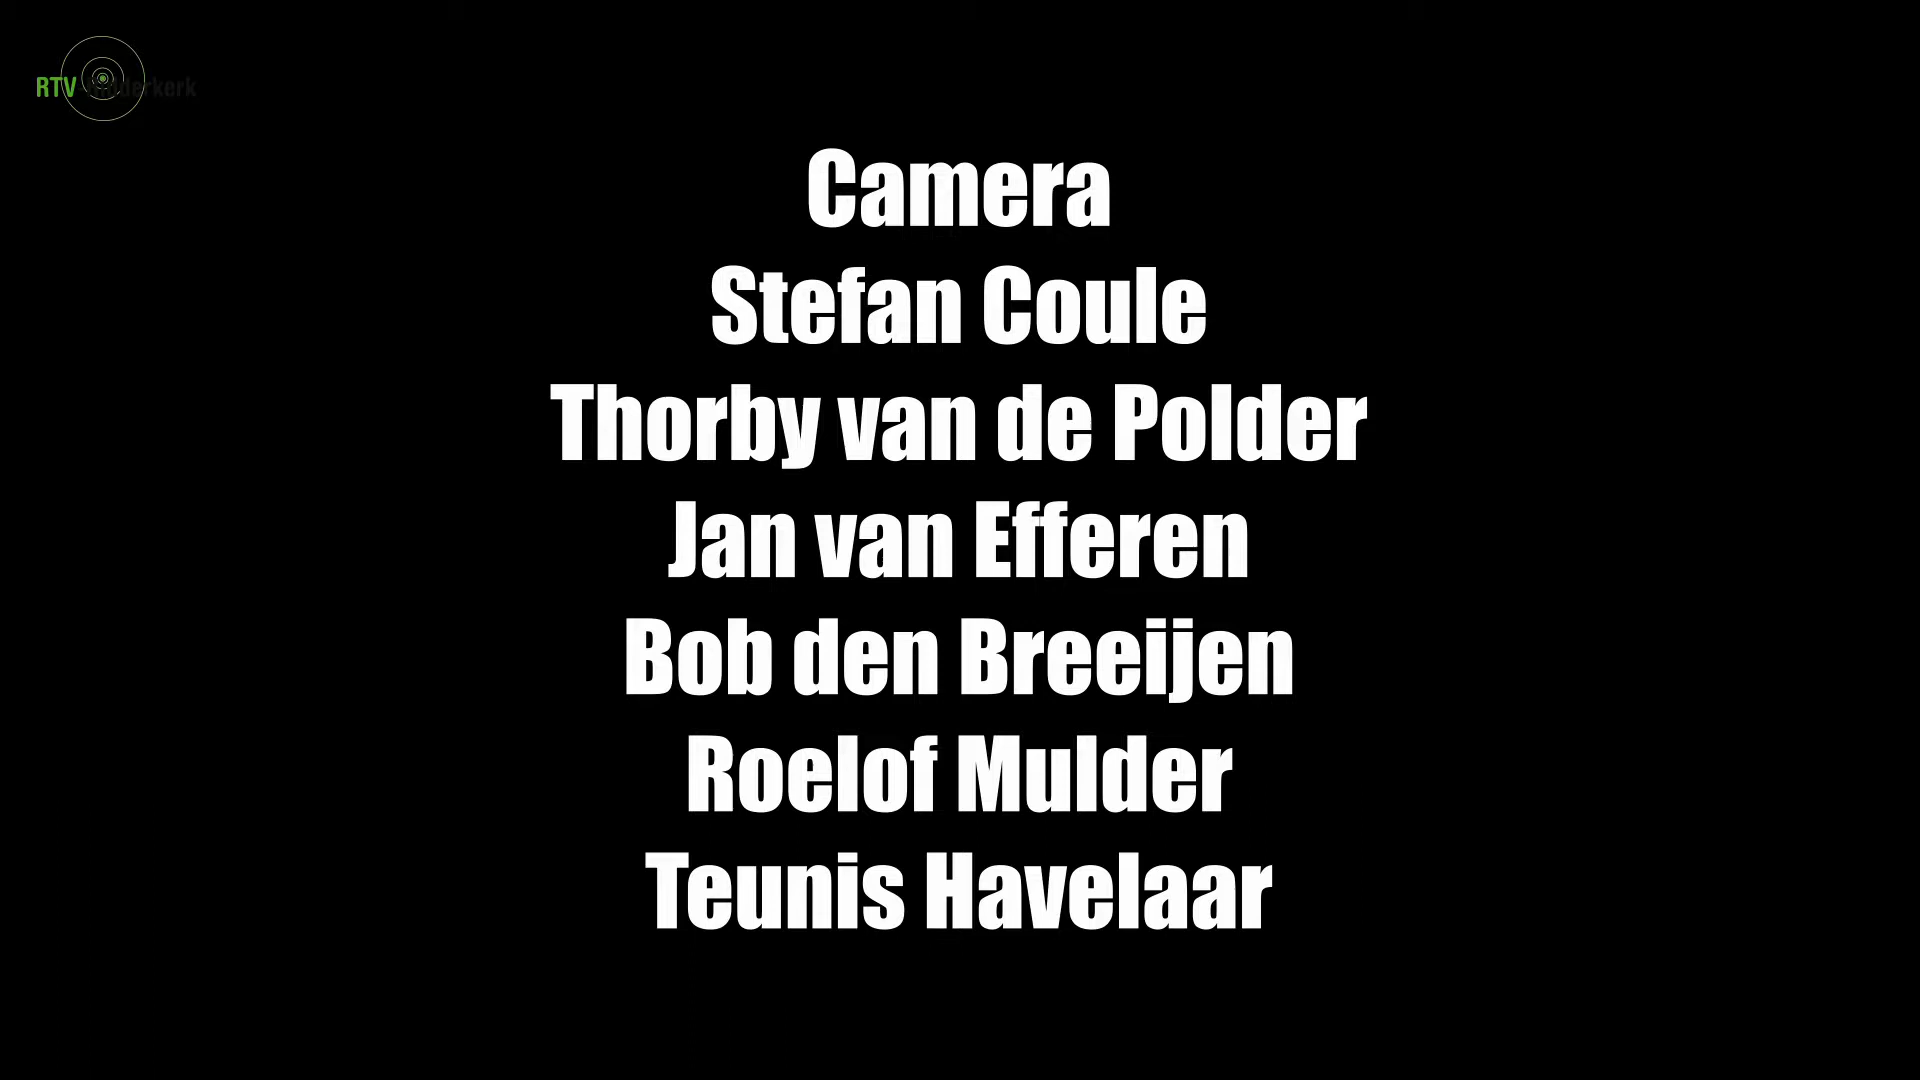 RTV
Camera
Stefan Coule
Thorby van de Polder
Jan van Efferen
Bob den Breeijen
Roelof Mulder
Teunis Havelaar